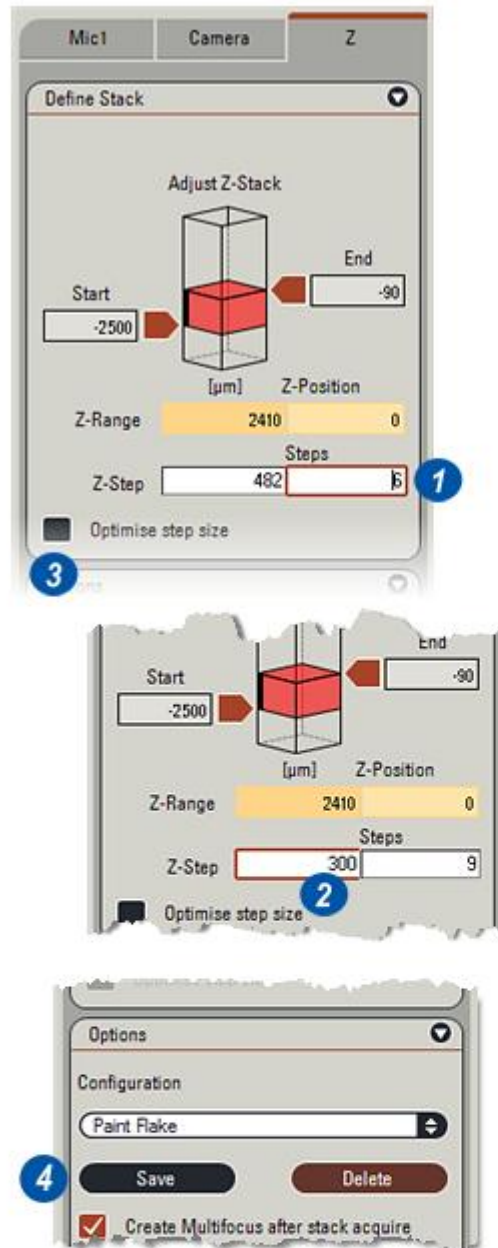 Mic1 Camera Z
Define Stack
Adjust Z-Stack
End
Start
-90
-2500
[µm] Z-Position
Z-Range 2410 0
Steps
Z-Step 482 6
1
Optimise step size
3
End
Start
-90
-2500
[µm] Z-Position
Z-Range 2410 0
Steps
Z-Step 300 9
2
Optimise step size
Options
Configuration
Paint Flake
4 Save Delete
Create Multifocus after stack acquire